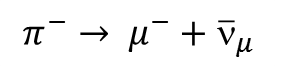 π⁻ → μ⁻ + ν̄_μ